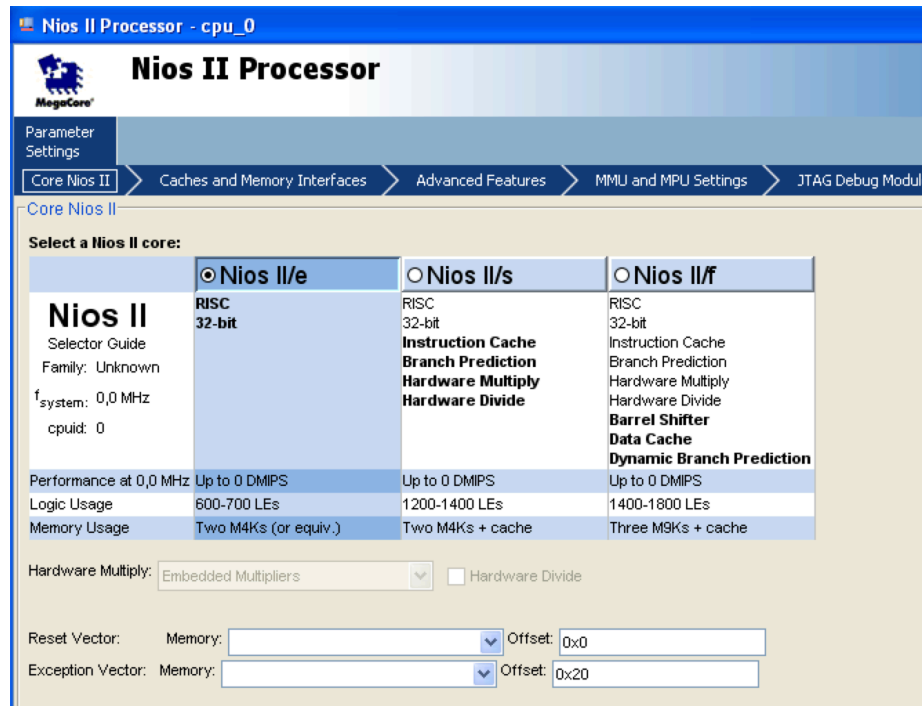 Nios II Processor - cpu_0
MegaCore®
Nios II Processor
Parameter
Settings
Core Nios II
Caches and Memory Interfaces
Advanced Features
MMU and MPU Settings
JTAG Debug Modul
Core Nios II
Select a Nios II core:
Nios II/e
Nios II/s
Nios II/f
Nios II
Selector Guide
Family: Unknown
fsystem: 0,0 MHz
cpuid: 0
RISC
32-bit
RISC
32-bit
Instruction Cache
Branch Prediction
Hardware Multiply
Hardware Divide
RISC
32-bit
Instruction Cache
Branch Prediction
Hardware Multiply
Hardware Divide
Barrel Shifter
Data Cache
Dynamic Branch Prediction
Performance at 0,0 MHz Up to 0 DMIPS Up to 0 DMIPS Up to 0 DMIPS
Logic Usage 600-700 LEs 1200-1400 LEs 1400-1800 LEs
Memory Usage Two M4Ks (or equiv.) Two M4Ks + cache Three M9Ks + cache
Hardware Multiply: Embedded Multipliers Hardware Divide
Reset Vector: Memory: Offset: 0x0
Exception Vector: Memory: Offset: 0x20